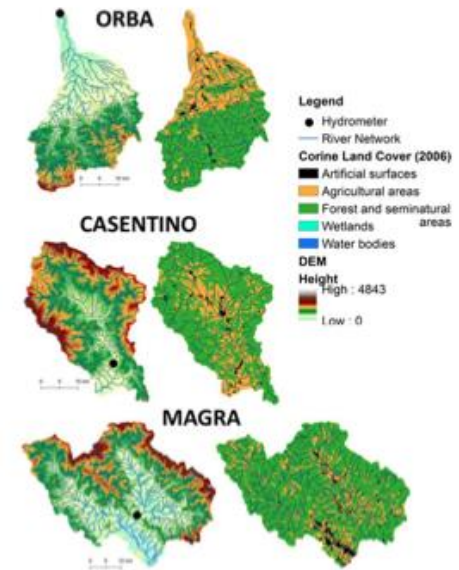 ORBA
Legend
Hydrometer
River Network
Corine Land Cover (2006)
Artificial surfaces
Agricultural areas
Forest and seminatural
areas
Wetlands
Water bodies
DEM
Height
High : 4843
Low : 0
CASENTINO
MAGRA